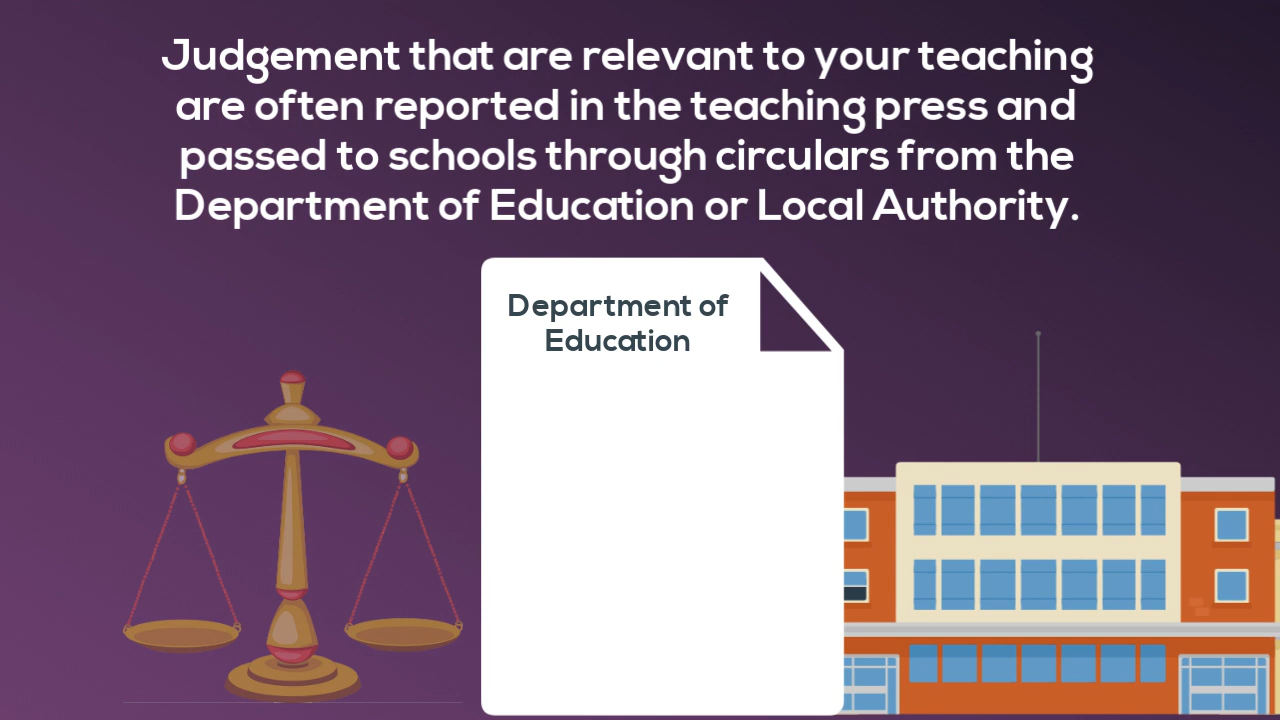 Judgement that are relevant to your teaching
are often reported in the teaching press and
passed to schools through circulars from the
Department of Education or Local Authority.
Department of
Education